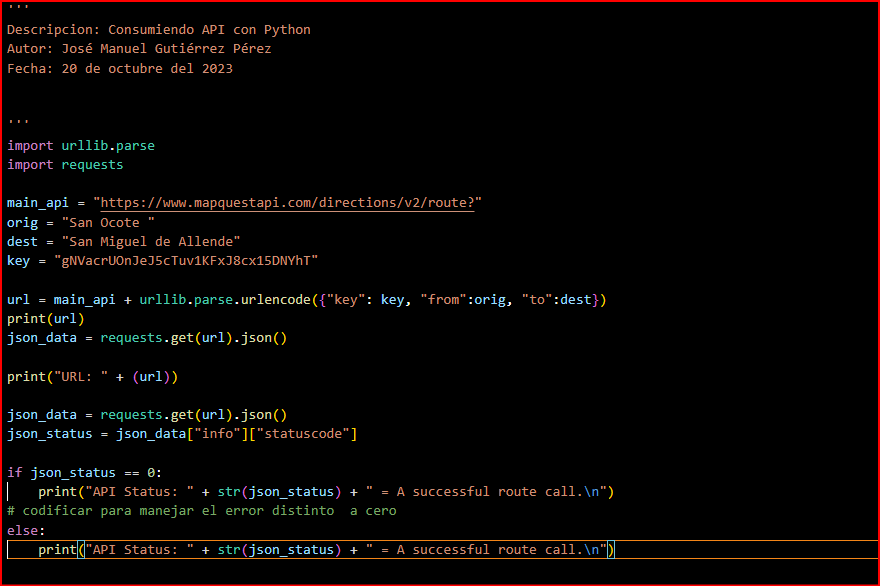 '''
Descripcion: Consumiendo API con Python
Autor: José Manuel Gutiérrez Pérez
Fecha: 20 de octubre del 2023
'''
import urllib.parse
import requests
main_api = "https://www.mapquestapi.com/directions/v2/route?"
orig = "San Ocote "
dest = "San Miguel de Allende"
key = "gNVacrUOnJeJ5cTuv1KFxJ8cx15DNYhT"
url = main_api + urllib.parse.urlencode({"key": key, "from":orig, "to":dest})
print(url)
json_data = requests.get(url).json()
print("URL: " + (url))
json_data = requests.get(url).json()
json_status = json_data["info"]["statuscode"]
if json_status == 0:
    print("API Status: " + str(json_status) + " = A successful route call.\n")
# codificar para manejar el error distinto  a cero
else:
    print("API Status: " + str(json_status) + " = A successful route call.\n")